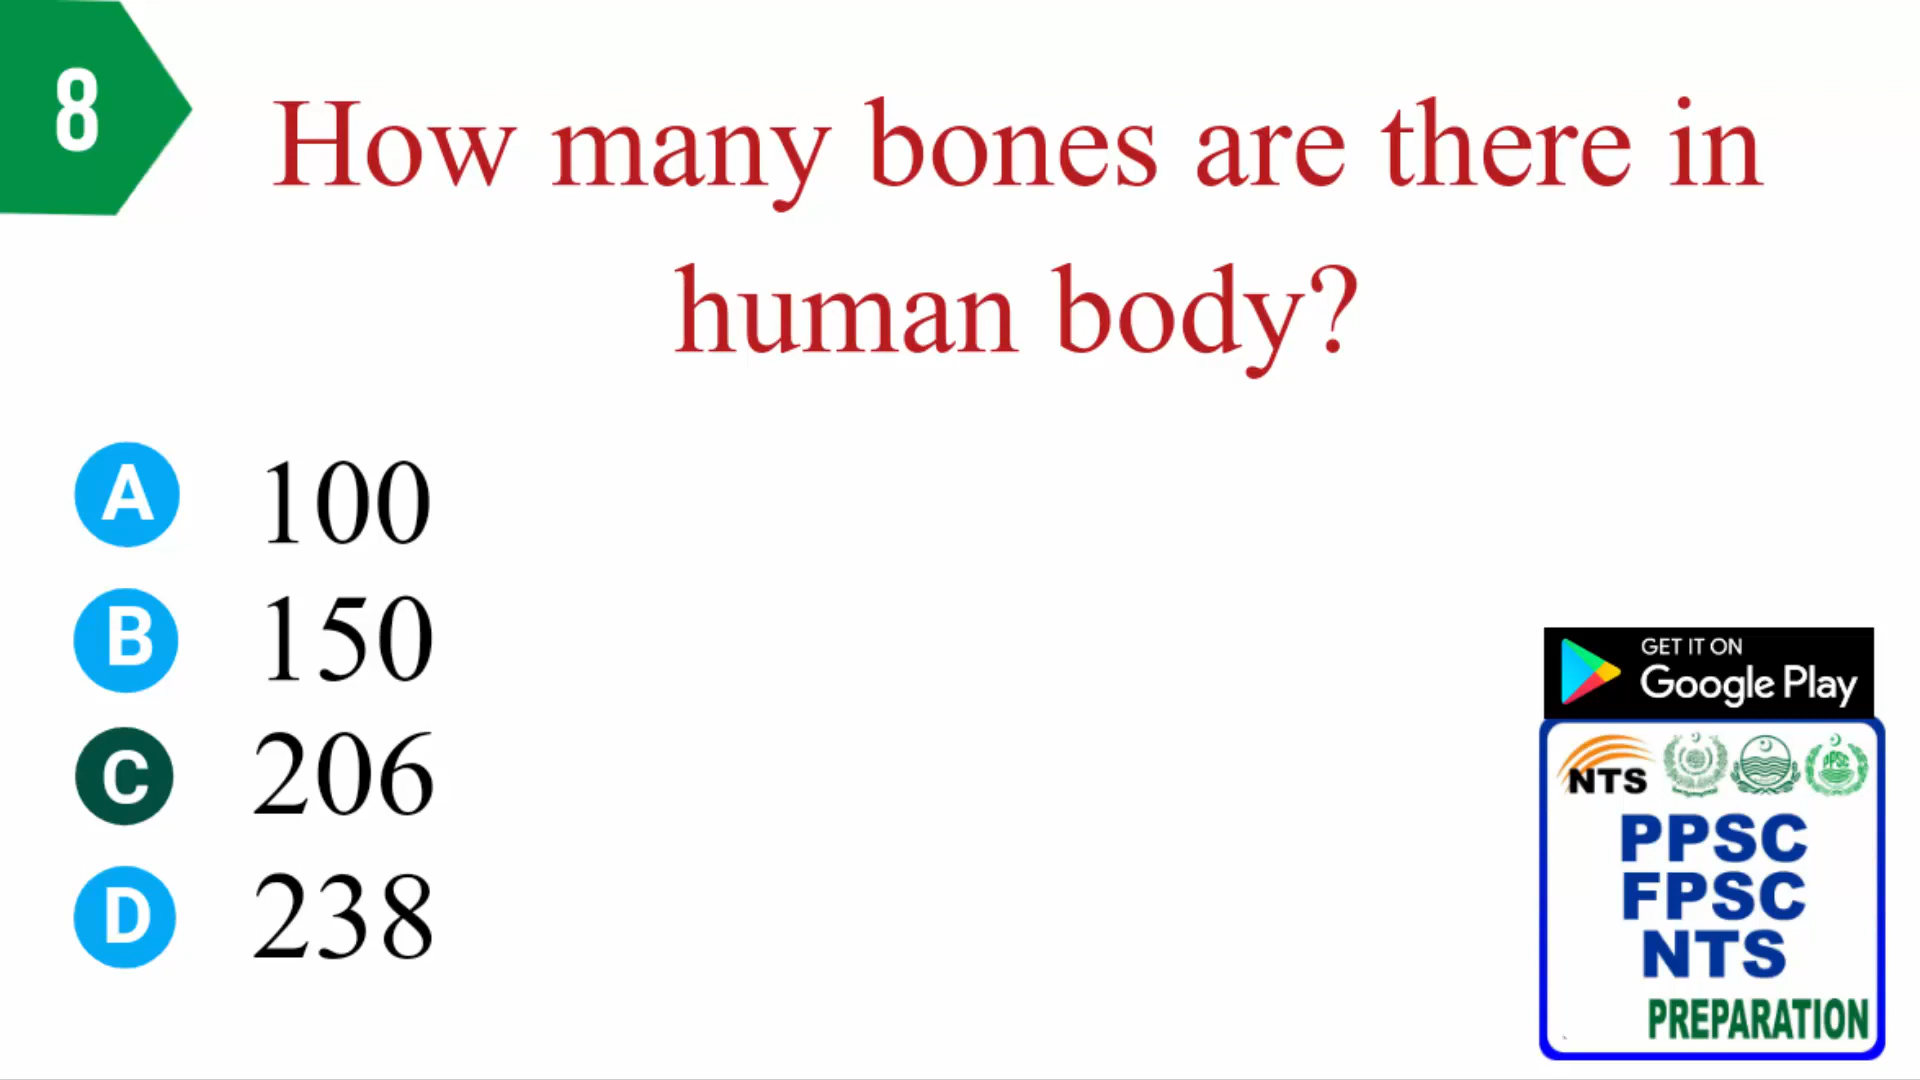 8
How many bones are there in
human body?
A 100
B 150
C 206
D 238
GET IT ON
Google Play
NTS PPSC
PPSC
FPSC
NTS
PREPARATION